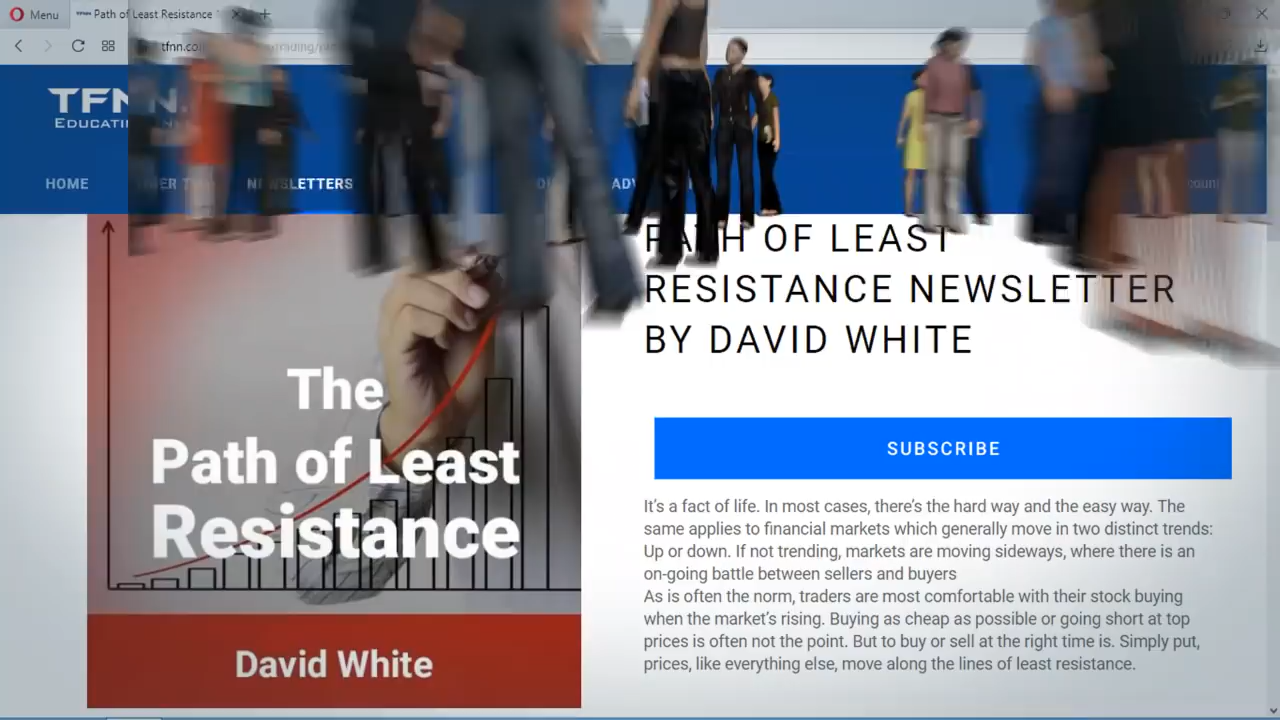 Menu
Path of Least Resistance
tfnn.co
TFNN
EDUCATI
HOME
NEWSLETTERS
ADV
count
PATH OF LEAST
RESISTANCE NEWSLETTER
BY DAVID WHITE
SUBSCRIBE
The
Path of Least
Resistance
David White
It's a fact of life. In most cases, there's the hard way and the easy way. The
same applies to financial markets which generally move in two distinct trends:
Up or down. If not trending, markets are moving sideways, where there is an
on-going battle between sellers and buyers
As is often the norm, traders are most comfortable with their stock buying
when the market's rising. Buying as cheap as possible or going short at top
prices is often not the point. But to buy or sell at the right time is. Simply put,
prices, like everything else, move along the lines of least resistance.